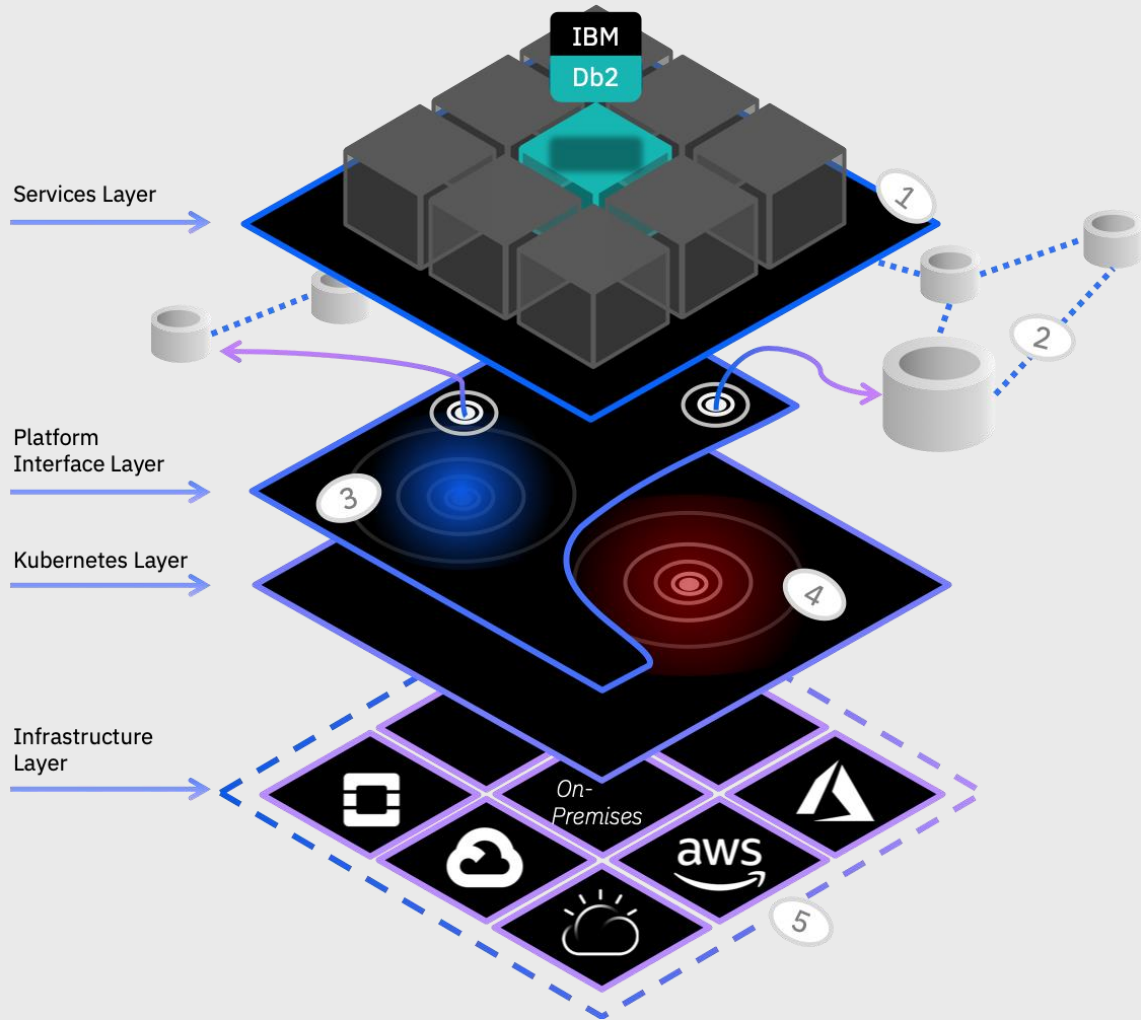 IBM
Db2
Services Layer
1
2
Platform
Interface Layer
3
Kubernetes Layer
4
Infrastructure
Layer
On-
Premises
aws
5